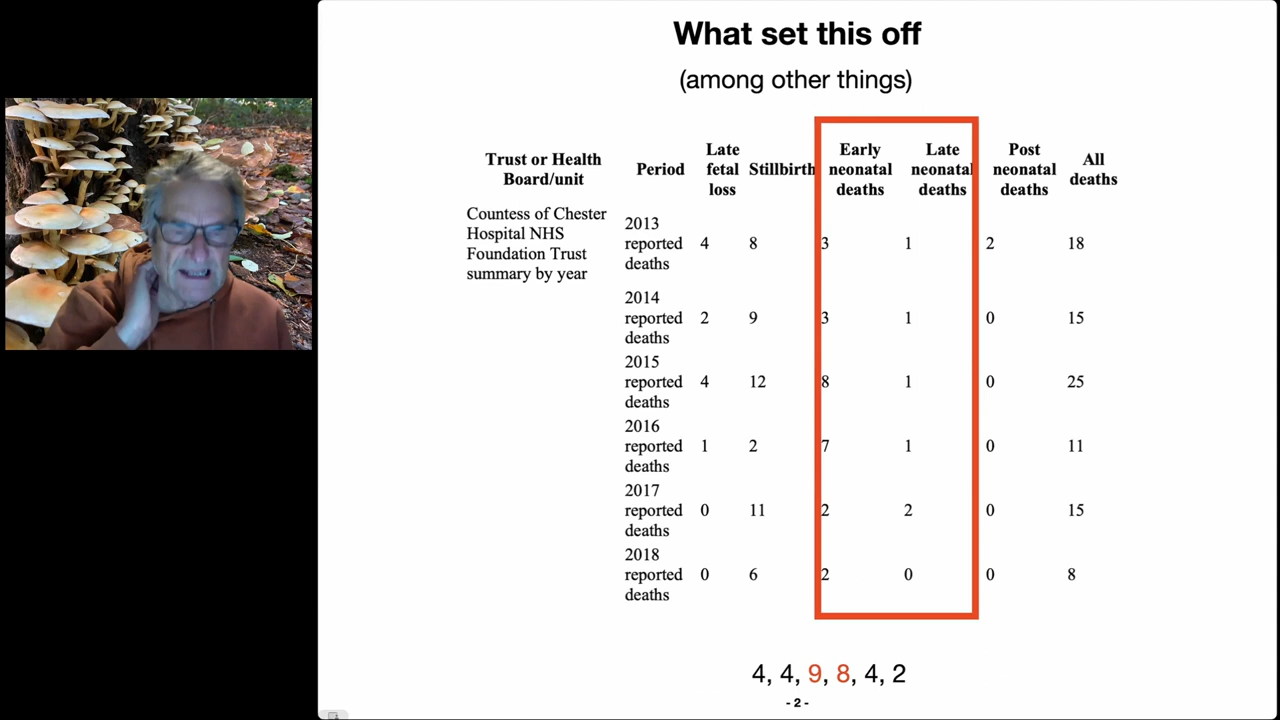 What set this off
(among other things)
Trust or Health Board/unit Period Late fetal loss Stillbirth Early neonatal deaths Late neonatal deaths Post neonatal deaths All deaths
Countess of Chester Hospital NHS Foundation Trust summary by year
2013 reported deaths 4 8 3 1 2 18
2014 reported deaths 2 9 3 1 0 15
2015 reported deaths 4 12 8 1 0 25
2016 reported deaths 1 2 7 1 0 11
2017 reported deaths 0 11 2 2 0 15
2018 reported deaths 0 6 2 0 0 8
4, 4, 9, 8, 4, 2
- 2 -